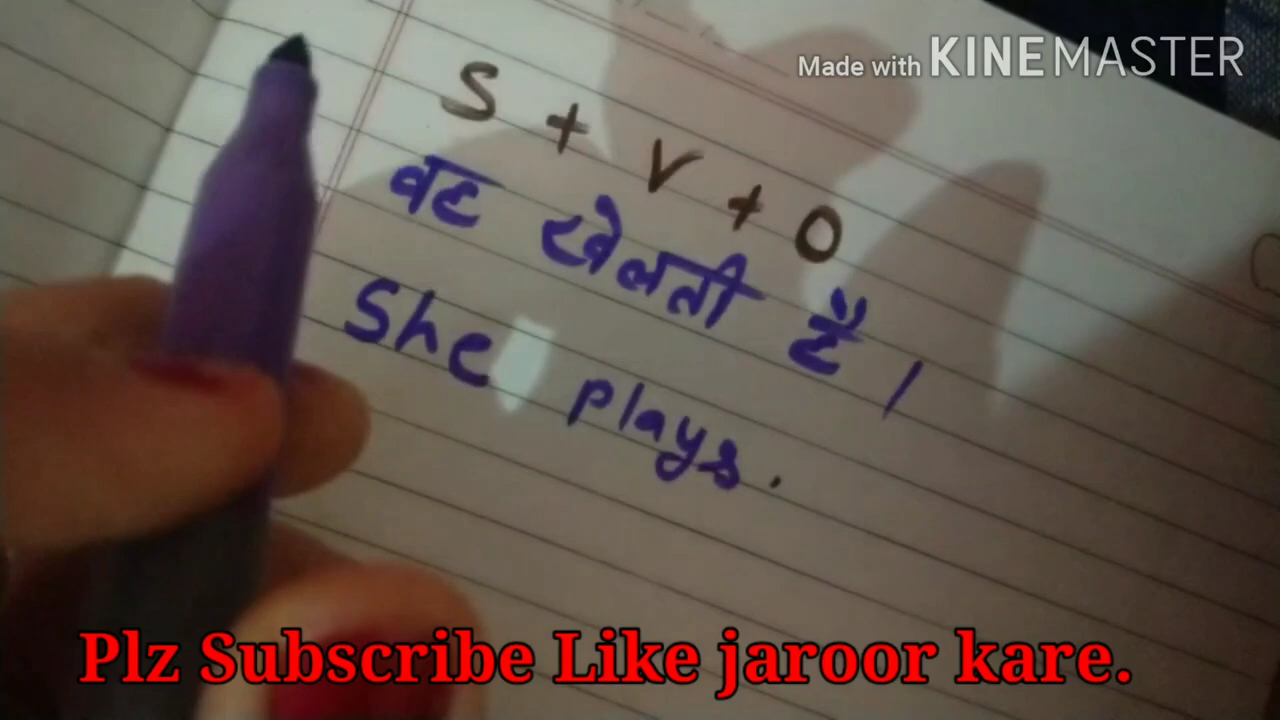 Made with KINEMASTER
S + V + O
वह खेलती है।
She plays.
Plz Subscribe Like jaroor kare.